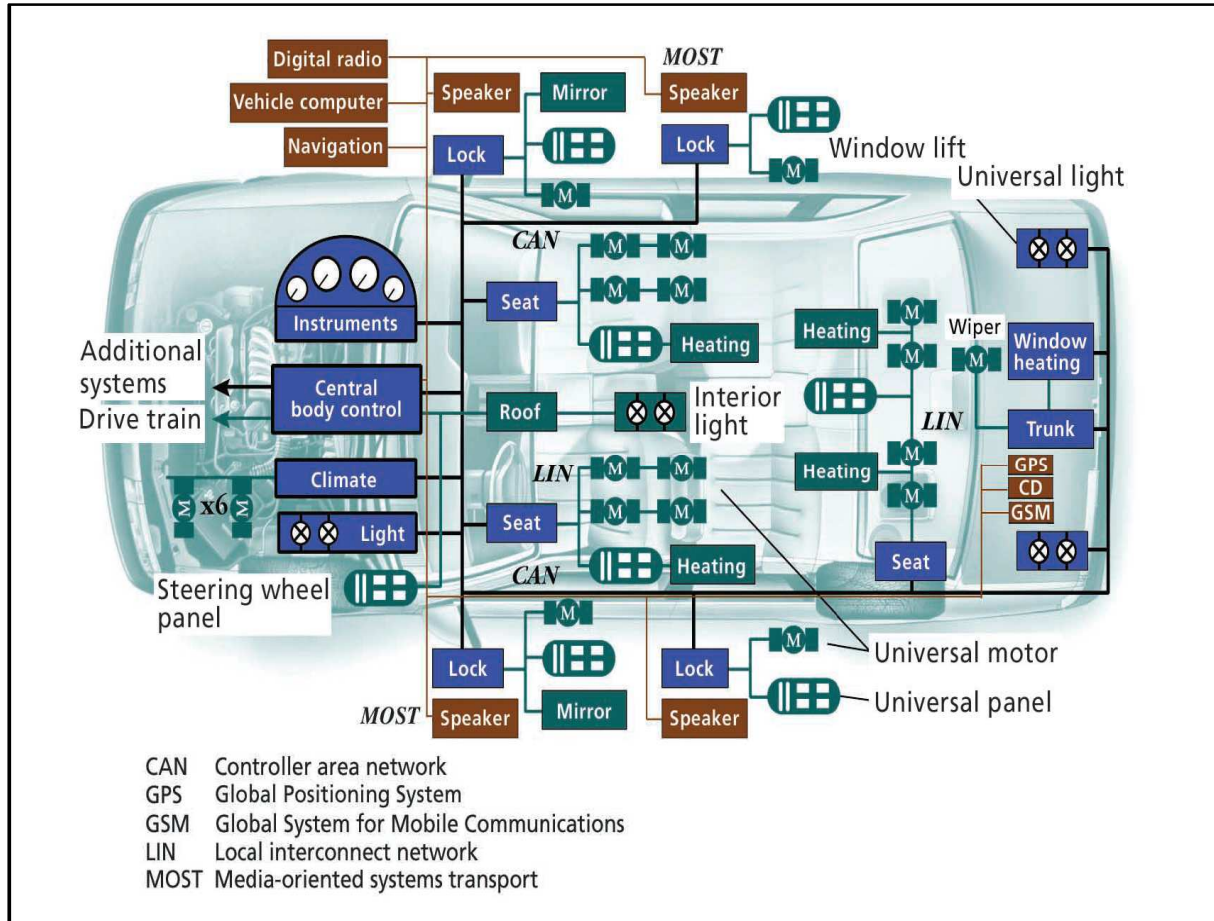 Digital radio
Vehicle computer
Navigation
Speaker
Mirror
MOST
Speaker
Lock
M
Lock
M
Window lift
Universal light
CAN
M M
M M
Seat
Heating
Instruments
Additional
systems
Drive train
Central
body control
Roof
Interior
light
Heating
M
M
Wiper
M
Window
heating
LIN
Trunk
Heating
M
M
GPS
CD
GSM
Climate
M x6 M
LIN
M M
M M
Seat
Heating
CAN
Light
Seat
Steering wheel
panel
M
Lock
Mirror
MOST
Speaker
Lock
M
Speaker
Universal motor
Universal panel
CAN Controller area network
GPS Global Positioning System
GSM Global System for Mobile Communications
LIN Local interconnect network
MOST Media-oriented systems transport